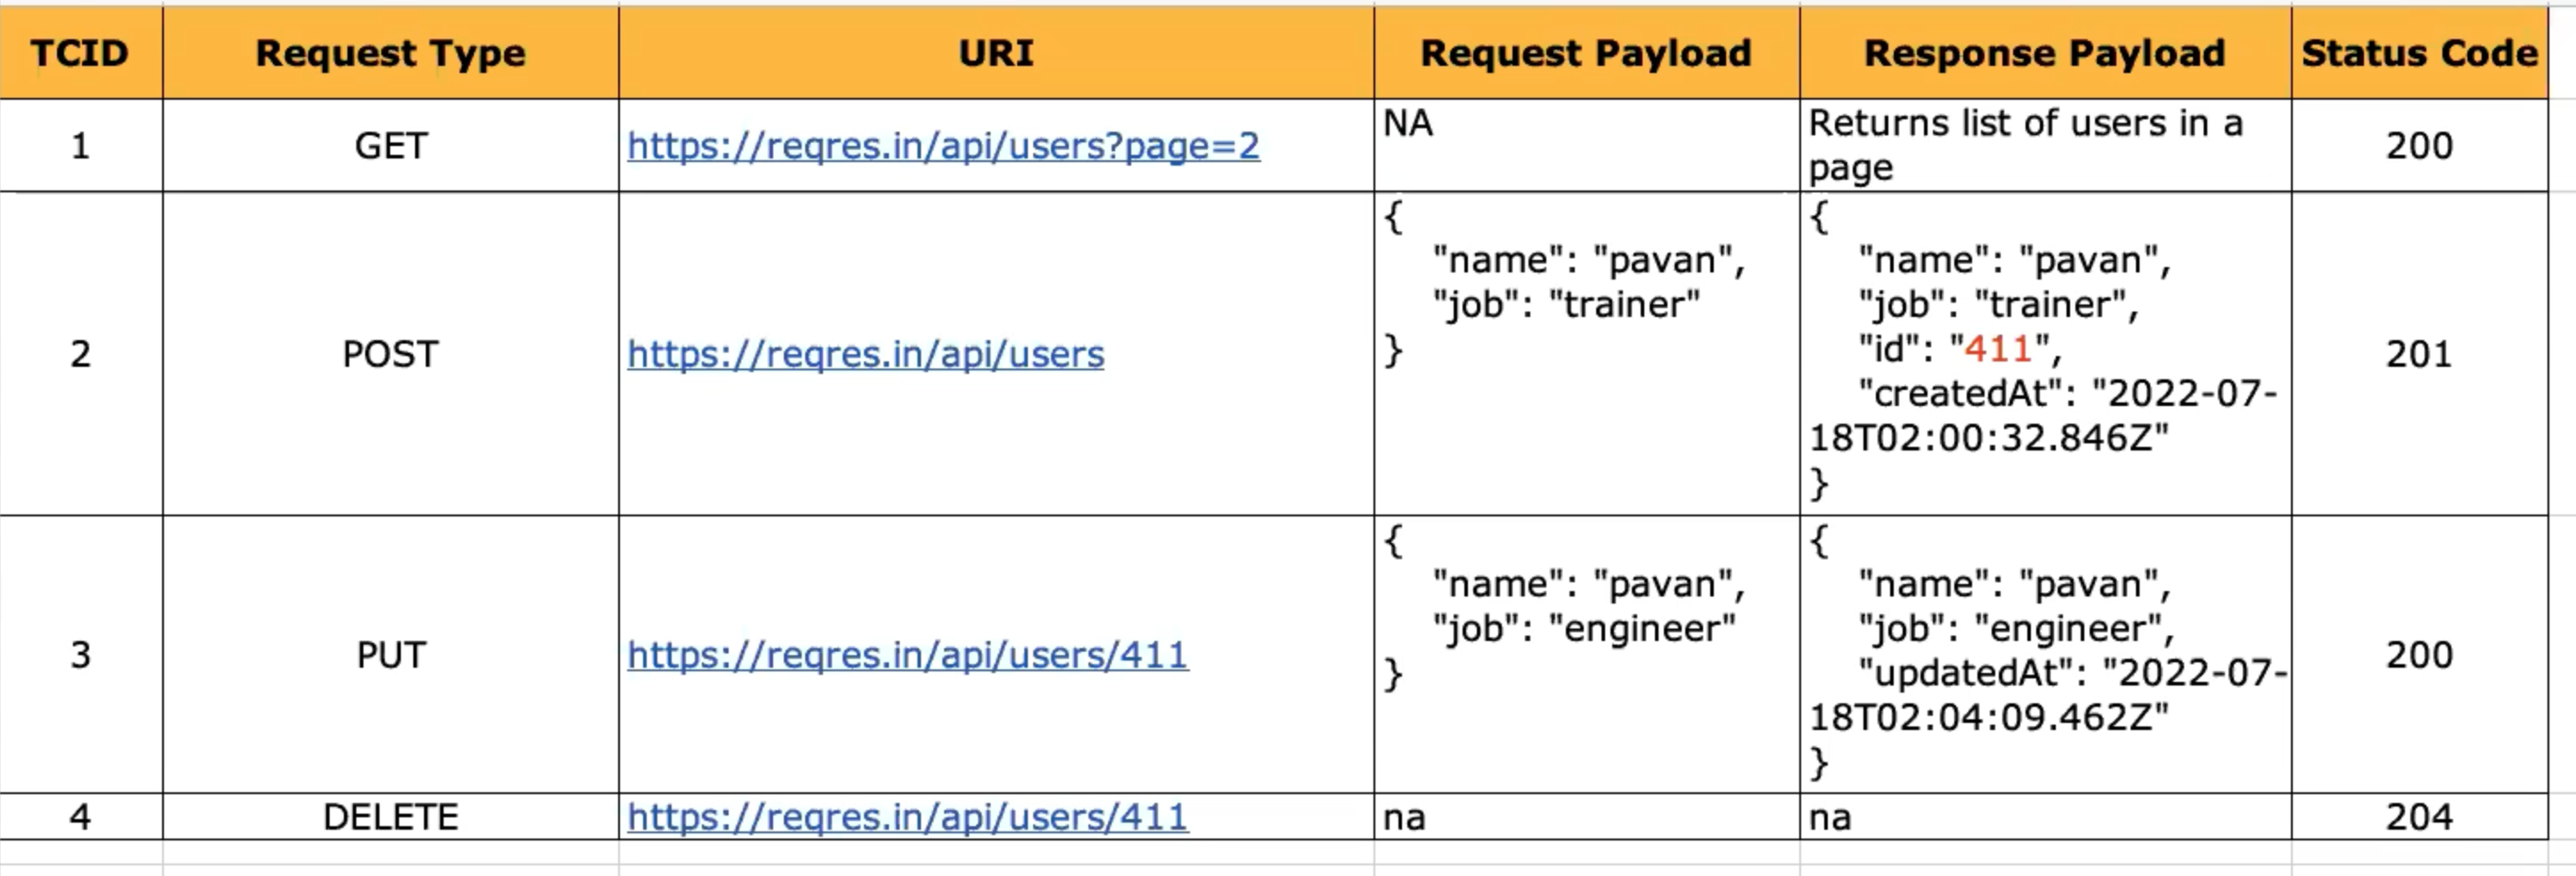 TCID Request Type URI Request Payload Response Payload Status Code
1 GET https://reqres.in/api/users?page=2 NA Returns list of users in a
page
200
2 POST https://reqres.in/api/users
{
"name": "pavan",
"job": "trainer"
}
{
"name": "pavan",
"job": "trainer",
"id": "411",
"createdAt": "2022-07-
18T02:00:32.846Z"
}
201
3 PUT https://reqres.in/api/users/411
{
"name": "pavan",
"job": "engineer"
}
{
"name": "pavan",
"job": "engineer",
"updatedAt": "2022-07-
18T02:04:09.462Z"
}
200
4 DELETE https://reqres.in/api/users/411 na na 204